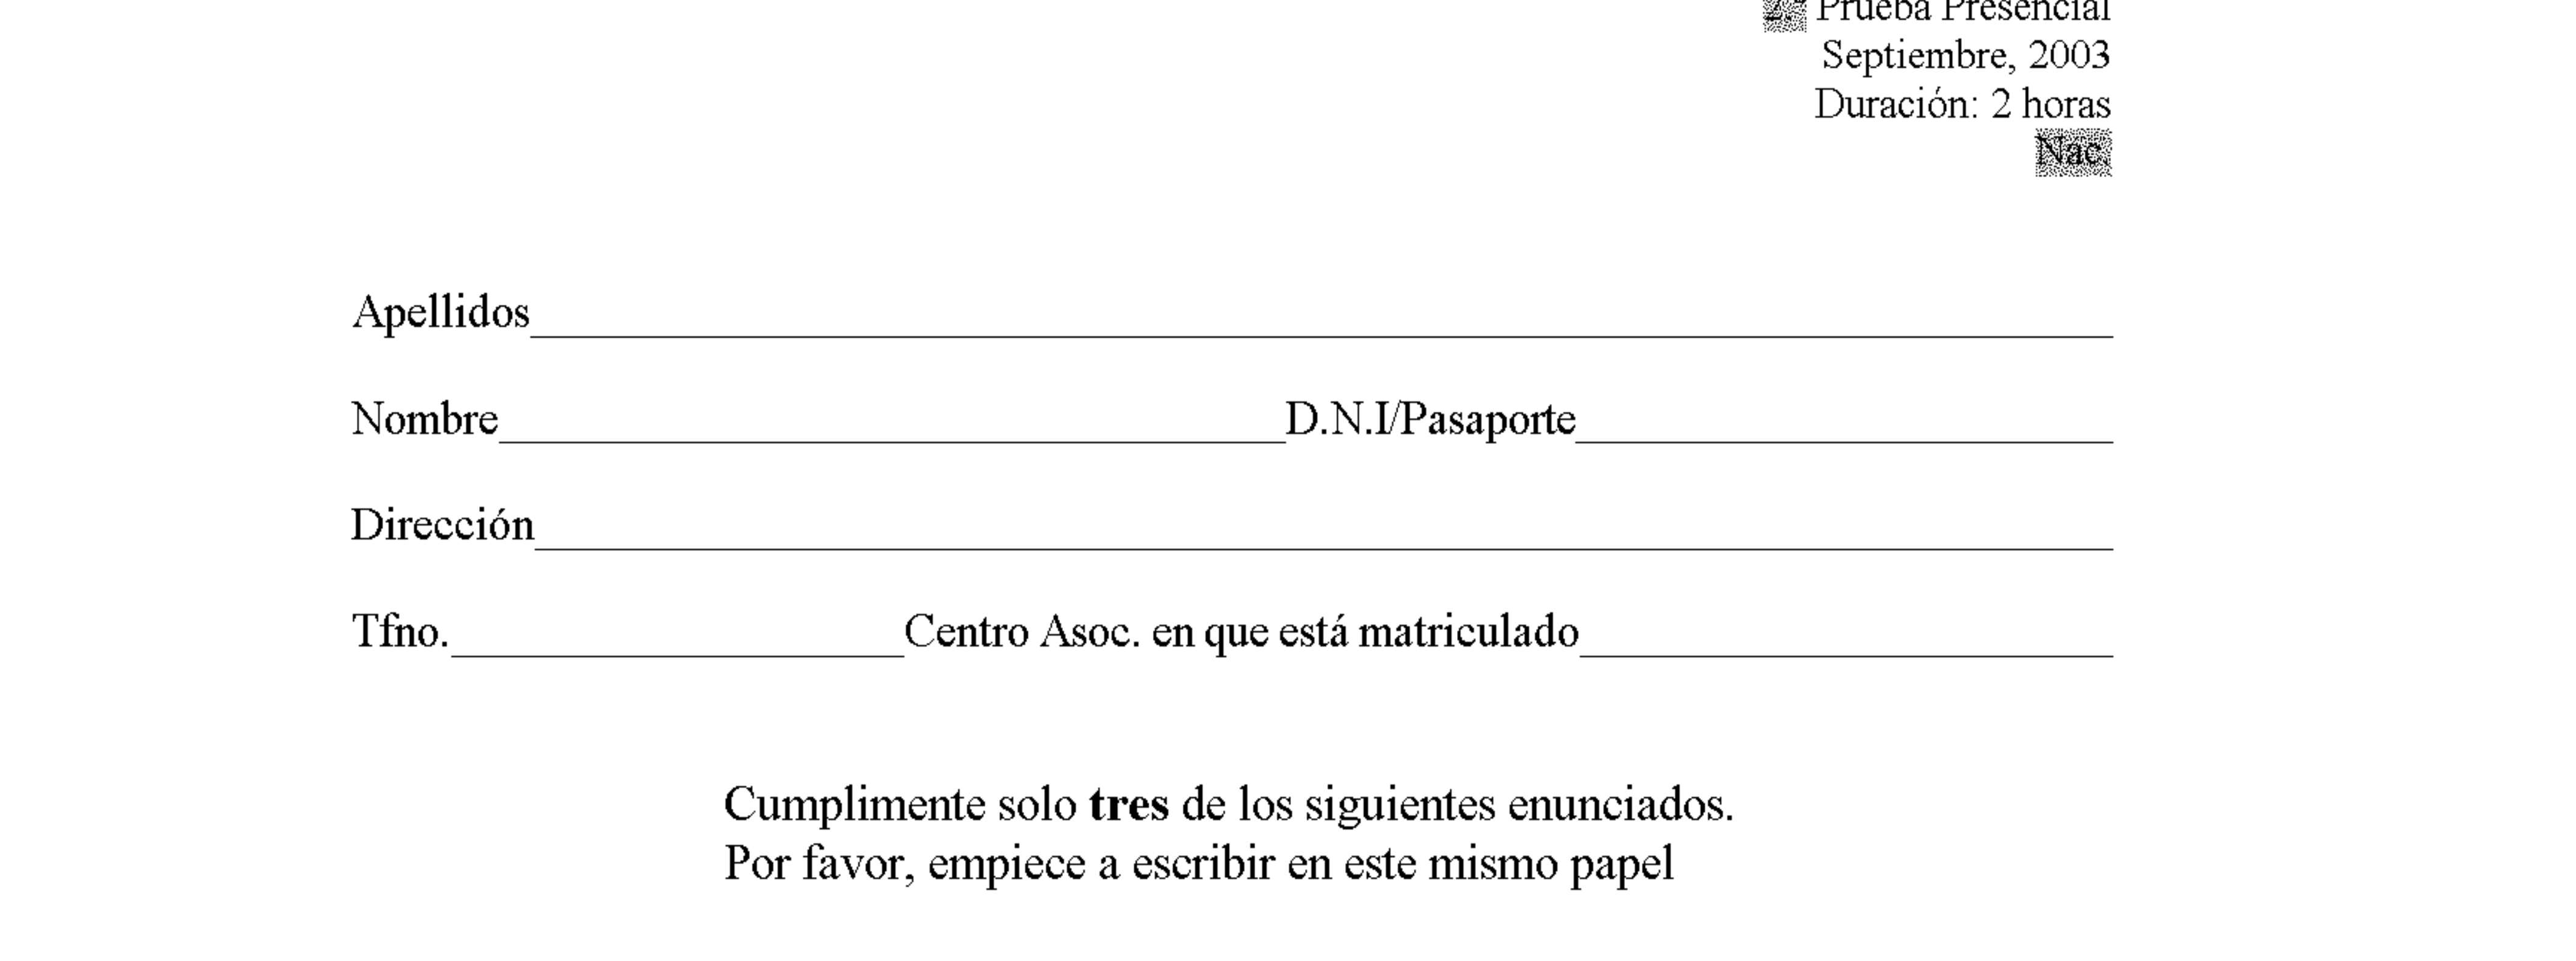 2.ª Prueba Presencial
Septiembre, 2003
Duración: 2 horas
Nac.
Apellidos
Nombre D.N.I/Pasaporte
Dirección
Tfno. Centro Asoc. en que está matriculado
Cumplimente solo tres de los siguientes enunciados.
Por favor, empiece a escribir en este mismo papel